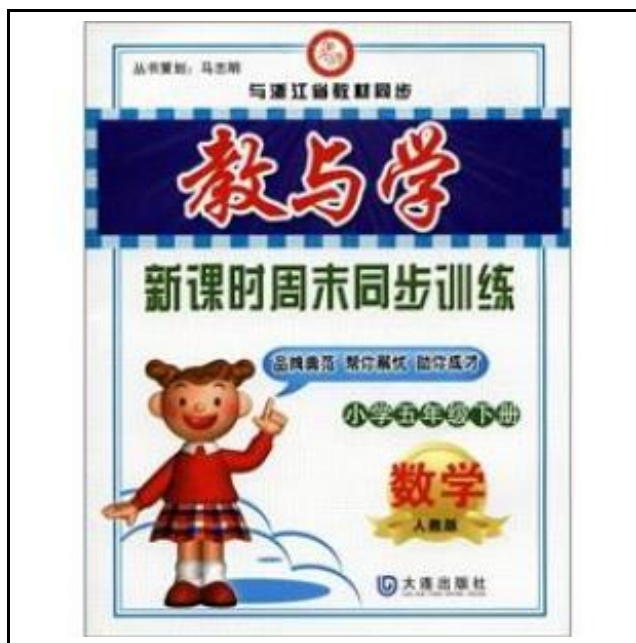 丛书策划：马志明
与浙江省教材同步
教与学
新课时周末同步训练
品牌典范 帮你解忧 助你成才
小学五年级下册
数学
人教版
大连出版社